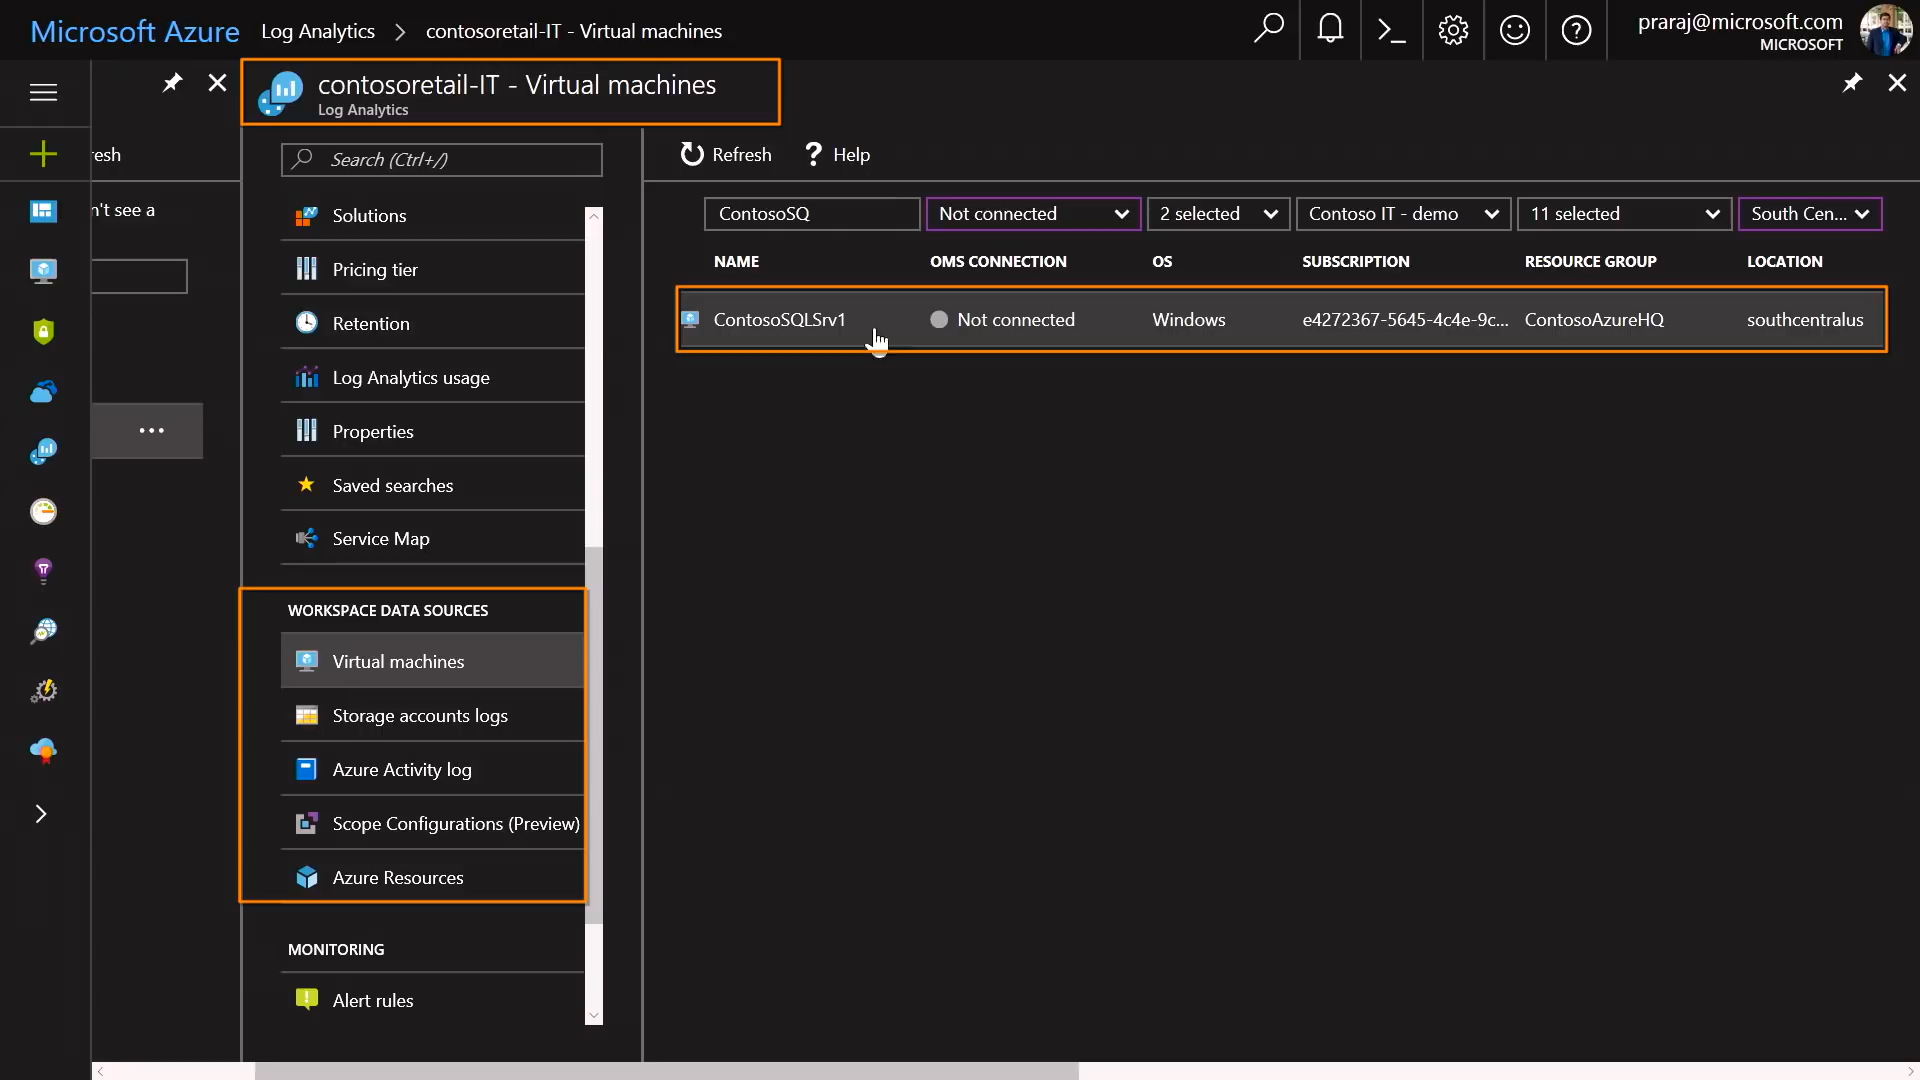 Microsoft Azure Log Analytics > contosoretail-IT - Virtual machines
praraj@microsoft.com
MICROSOFT
contosoretail-IT - Virtual machines
Log Analytics
esh
n't see a
Search (Ctrl+/)
Solutions
Pricing tier
Retention
Log Analytics usage
Properties
Saved searches
Service Map
WORKSPACE DATA SOURCES
Virtual machines
Storage accounts logs
Azure Activity log
Scope Configurations (Preview)
Azure Resources
MONITORING
Alert rules
Refresh ? Help
ContosoSQ Not connected 2 selected Contoso IT - demo 11 selected South Cen...
NAME OMS CONNECTION OS SUBSCRIPTION RESOURCE GROUP LOCATION
ContosoSQLSrv1 Not connected Windows e4272367-5645-4c4e-9c... ContosoAzureHQ southcentralus